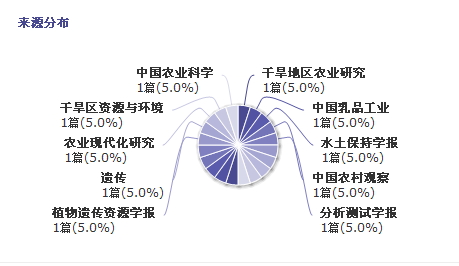 来源分布
中国农业科学
1篇(5.0%)
干旱地区农业研究
1篇(5.0%)
干旱区资源与环境
1篇(5.0%)
中国乳品工业
1篇(5.0%)
农业现代化研究
1篇(5.0%)
水土保持学报
1篇(5.0%)
遗传
1篇(5.0%)
中国农村观察
1篇(5.0%)
植物遗传资源学报
1篇(5.0%)
分析测试学报
1篇(5.0%)